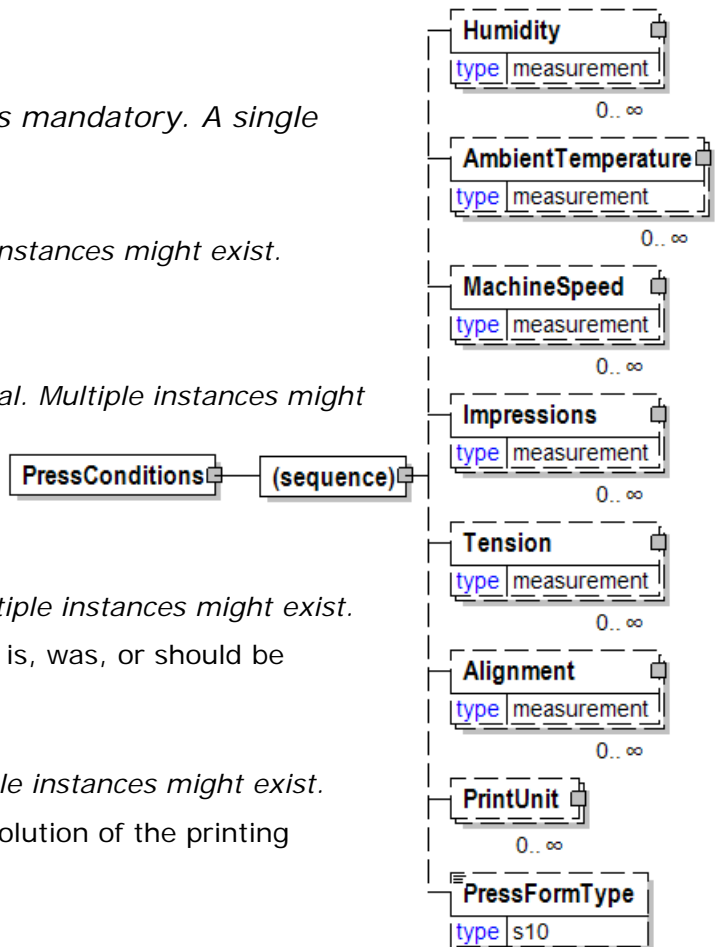 s mandatory. A single
nstances might exist.
al. Multiple instances might
tiple instances might exist.
is, was, or should be
le instances might exist.
olution of the printing
PressConditions
(sequence)
Humidity
type measurement
0.. ∞
AmbientTemperature
type measurement
0.. ∞
MachineSpeed
type measurement
0.. ∞
Impressions
type measurement
0.. ∞
Tension
type measurement
0.. ∞
Alignment
type measurement
0.. ∞
PrintUnit
0.. ∞
PressFormType
type s10